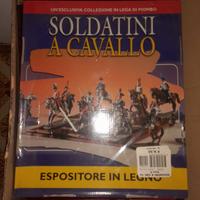 UN'ESCLUSIVA COLLEZIONE IN LEGA DI PIOMBO
SOLDATINI
A CAVALLO
ESPOSITORE IN LEGNO